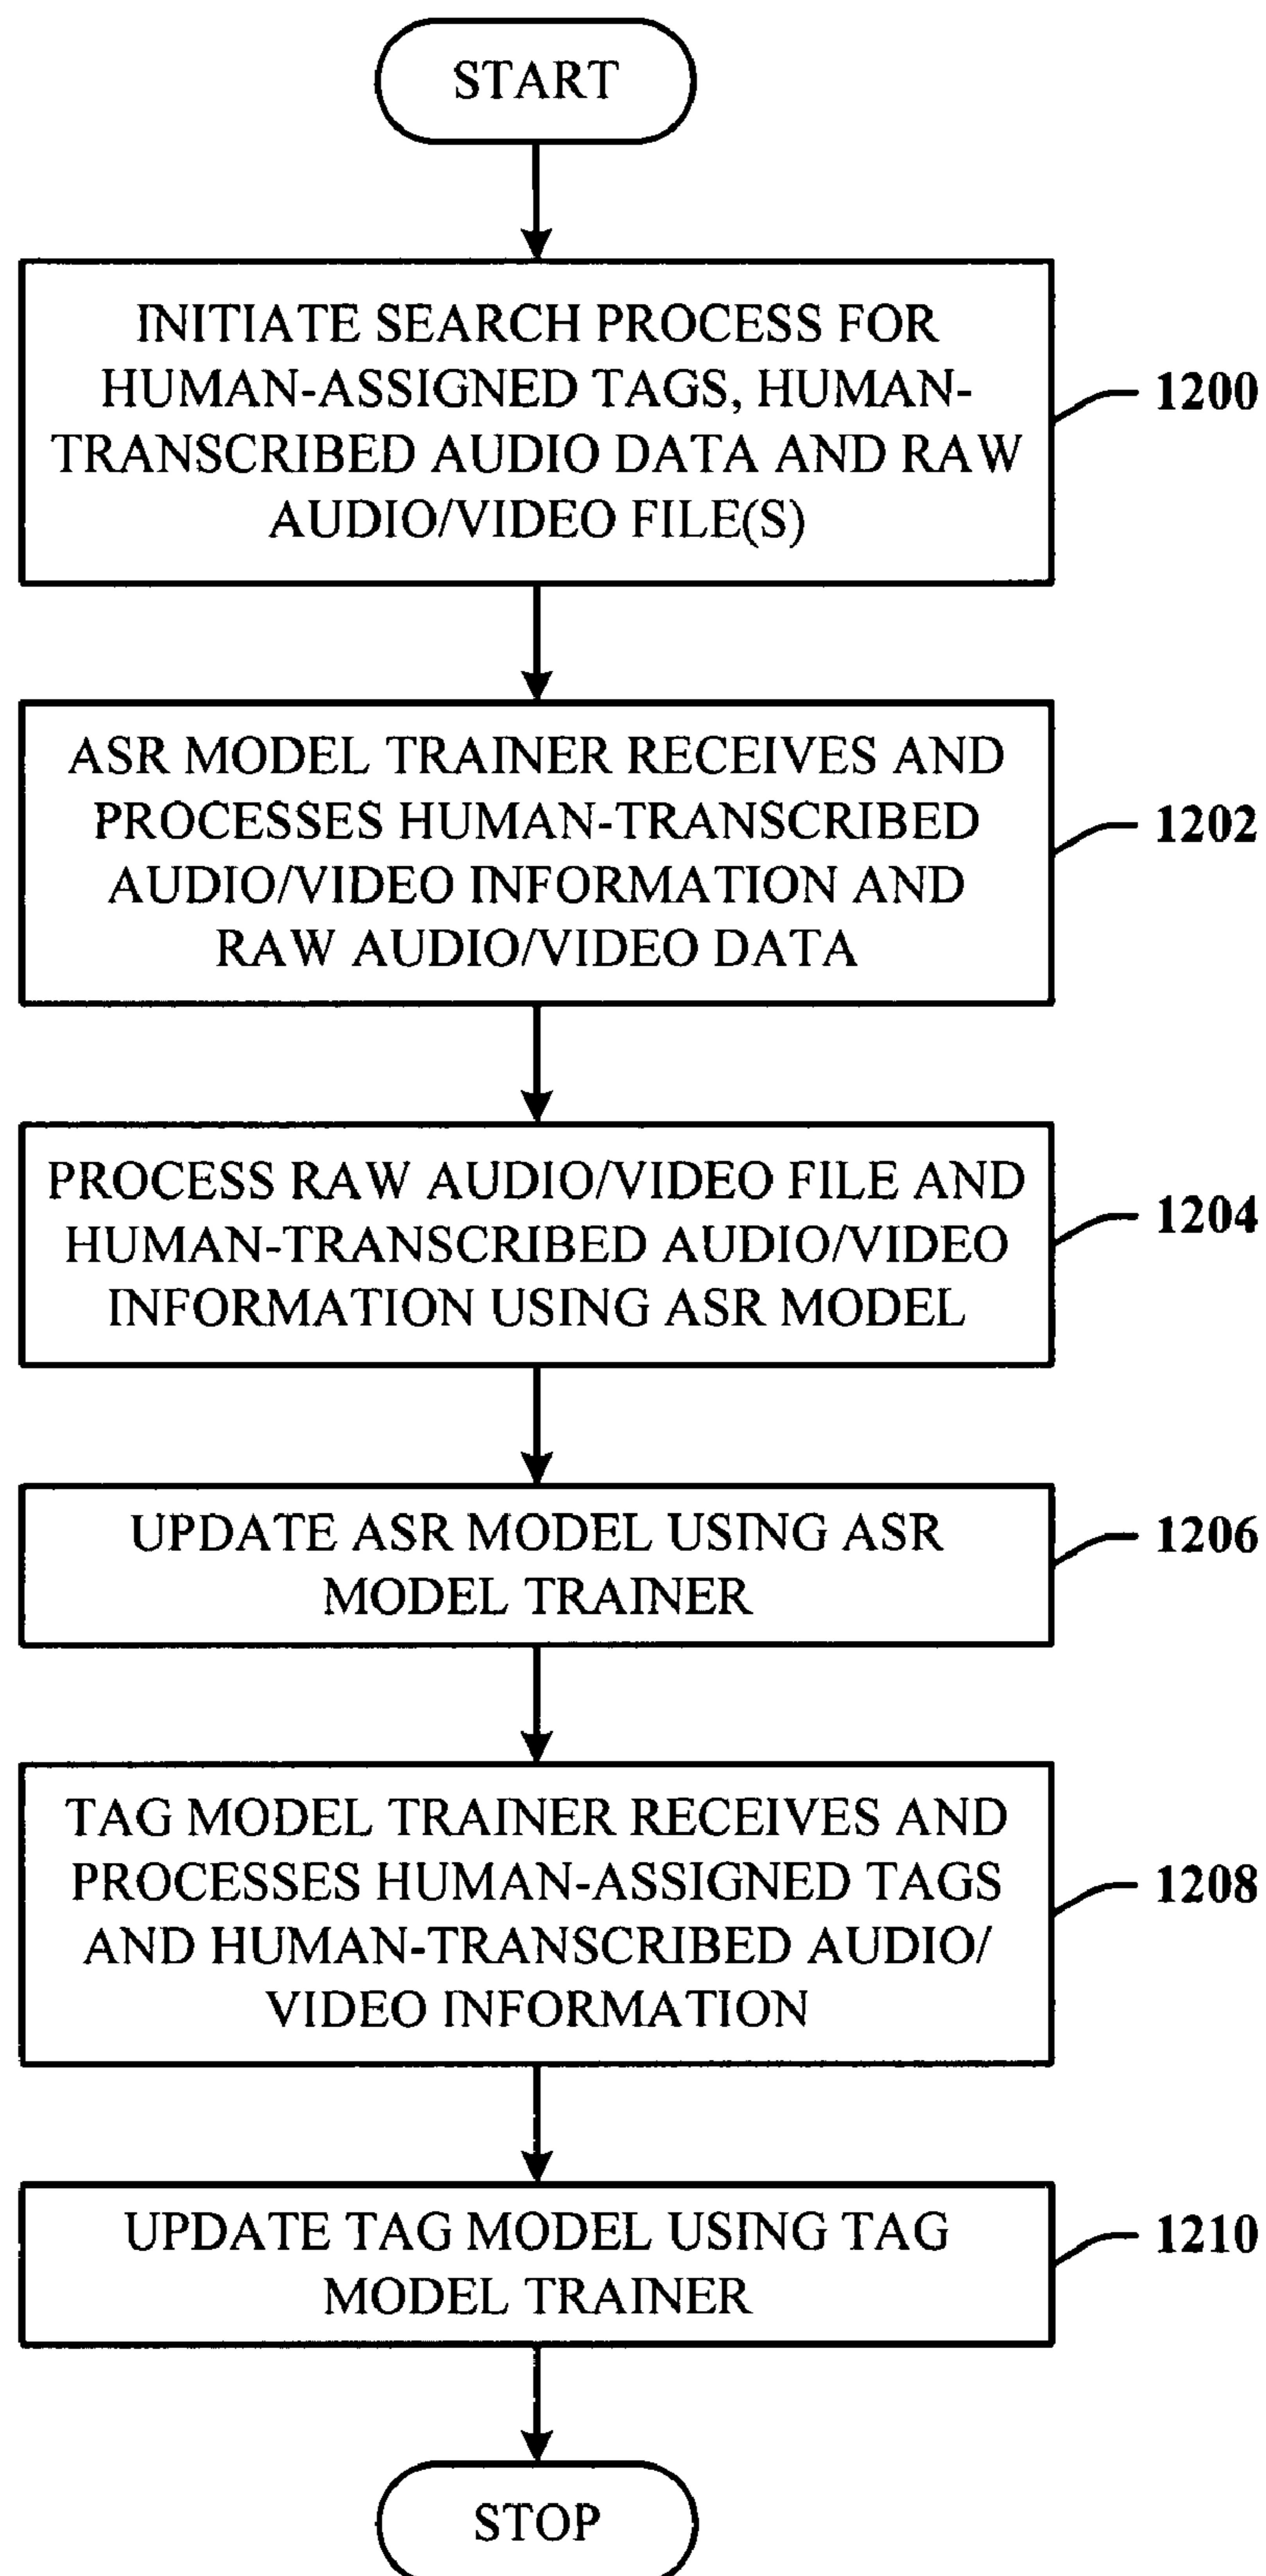 START
INITIATE SEARCH PROCESS FOR
HUMAN-ASSIGNED TAGS, HUMAN-
TRANSCRIBED AUDIO DATA AND RAW
AUDIO/VIDEO FILE(S)
1200
ASR MODEL TRAINER RECEIVES AND
PROCESSES HUMAN-TRANSCRIBED
AUDIO/VIDEO INFORMATION AND
RAW AUDIO/VIDEO DATA
1202
PROCESS RAW AUDIO/VIDEO FILE AND
HUMAN-TRANSCRIBED AUDIO/VIDEO
INFORMATION USING ASR MODEL
1204
UPDATE ASR MODEL USING ASR
MODEL TRAINER
1206
TAG MODEL TRAINER RECEIVES AND
PROCESSES HUMAN-ASSIGNED TAGS
AND HUMAN-TRANSCRIBED AUDIO/
VIDEO INFORMATION
1208
UPDATE TAG MODEL USING TAG
MODEL TRAINER
1210
STOP